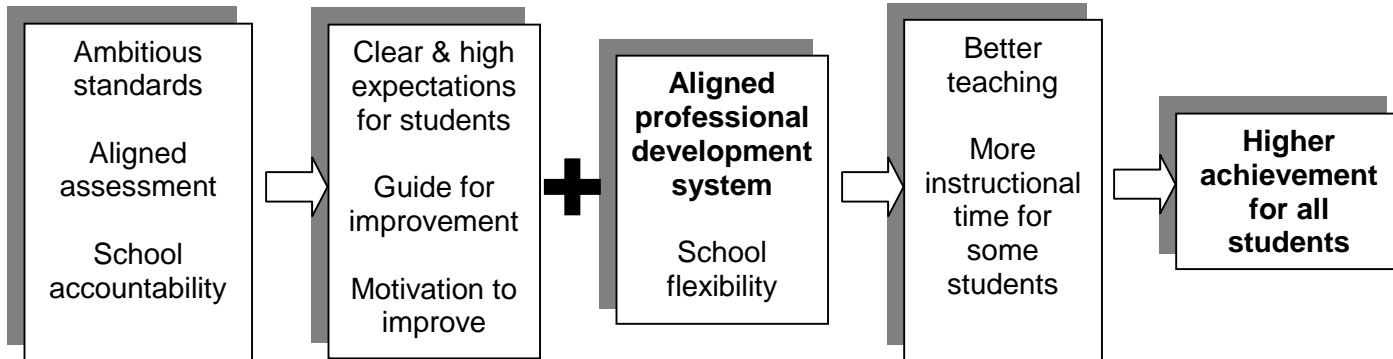 Ambitious
standards
Aligned
assessment
School
accountability
Clear & high
expectations
for students
Guide for
improvement
Motivation to
improve
Aligned
professional
development
system
School
flexibility
Better
teaching
More
instructional
time for
some
students
Higher
achievement
for all
students